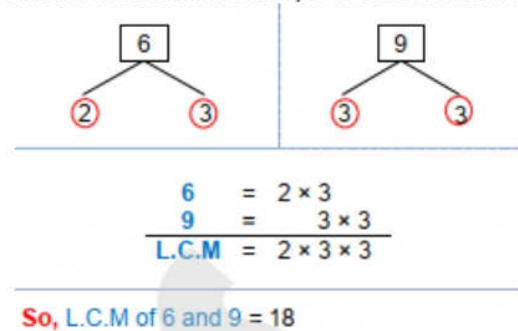 6 9
2 3 3 3
6 = 2 × 3
9 = 3 × 3
L.C.M = 2 × 3 × 3
So, L.C.M of 6 and 9 = 18